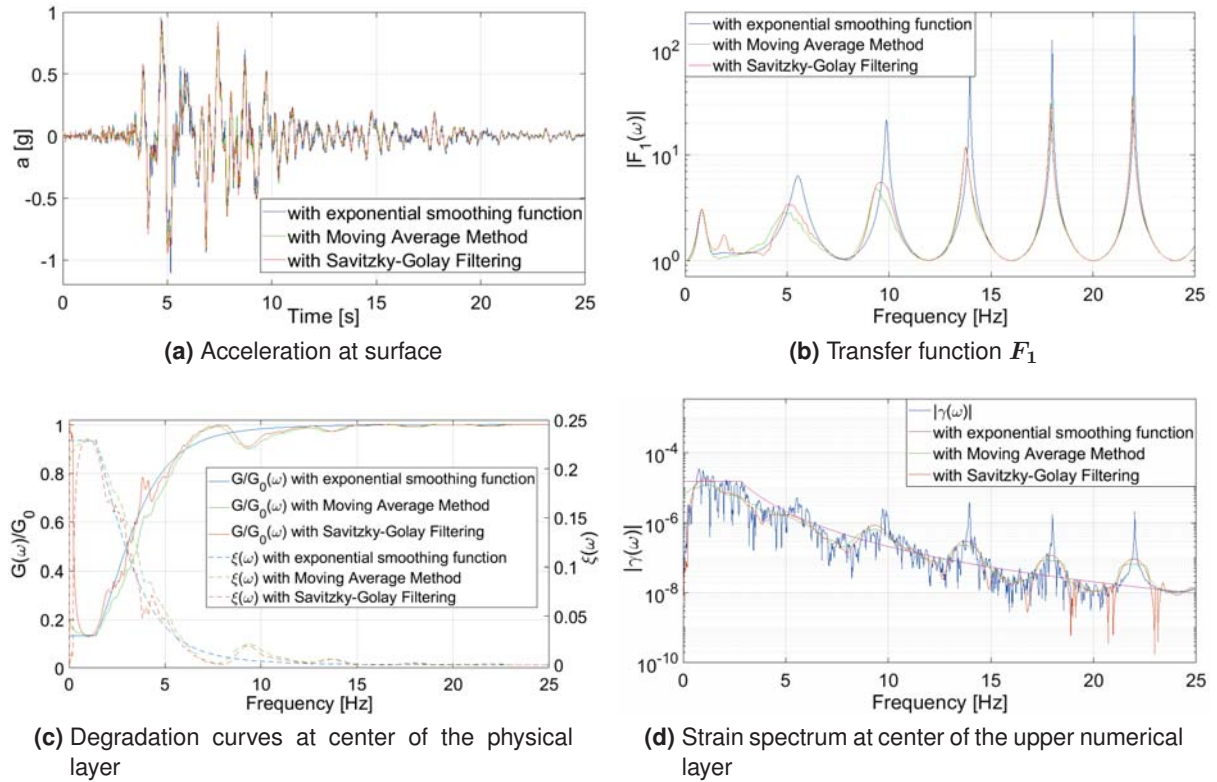 1
0.5
0
-0.5
-1
a [g]
with exponential smoothing function
with Moving Average Method
with Savitzky-Golay Filtering
0 5 10 15 20 25
Time [s]
(a) Acceleration at surface
with exponential smoothing function
with Moving Average Method
with Savitzky-Golay Filtering
10²
10¹
10⁰
|F₁(ω)|
0 5 10 15 20 25
Frequency [Hz]
(b) Transfer function F₁
1
0.8
0.6
0.4
0.2
0
G(ω)/G₀
G/G₀(ω) with exponential smoothing function
G/G₀(ω) with Moving Average Method
G/G₀(ω) with Savitzky-Golay Filtering
ξ(ω) with exponential smoothing function
ξ(ω) with Moving Average Method
ξ(ω) with Savitzky-Golay Filtering
0.25
0.2
0.15
0.1
0.05
0
ξ(ω)
0 5 10 15 20 25
Frequency [Hz]
(c) Degradation curves at center of the physical
layer
|γ(ω)|
with exponential smoothing function
with Moving Average Method
with Savitzky-Golay Filtering
10⁻⁴
10⁻⁶
10⁻⁸
10⁻¹⁰
|γ(ω)|
0 5 10 15 20 25
Frequency [Hz]
(d) Strain spectrum at center of the upper numerical
layer